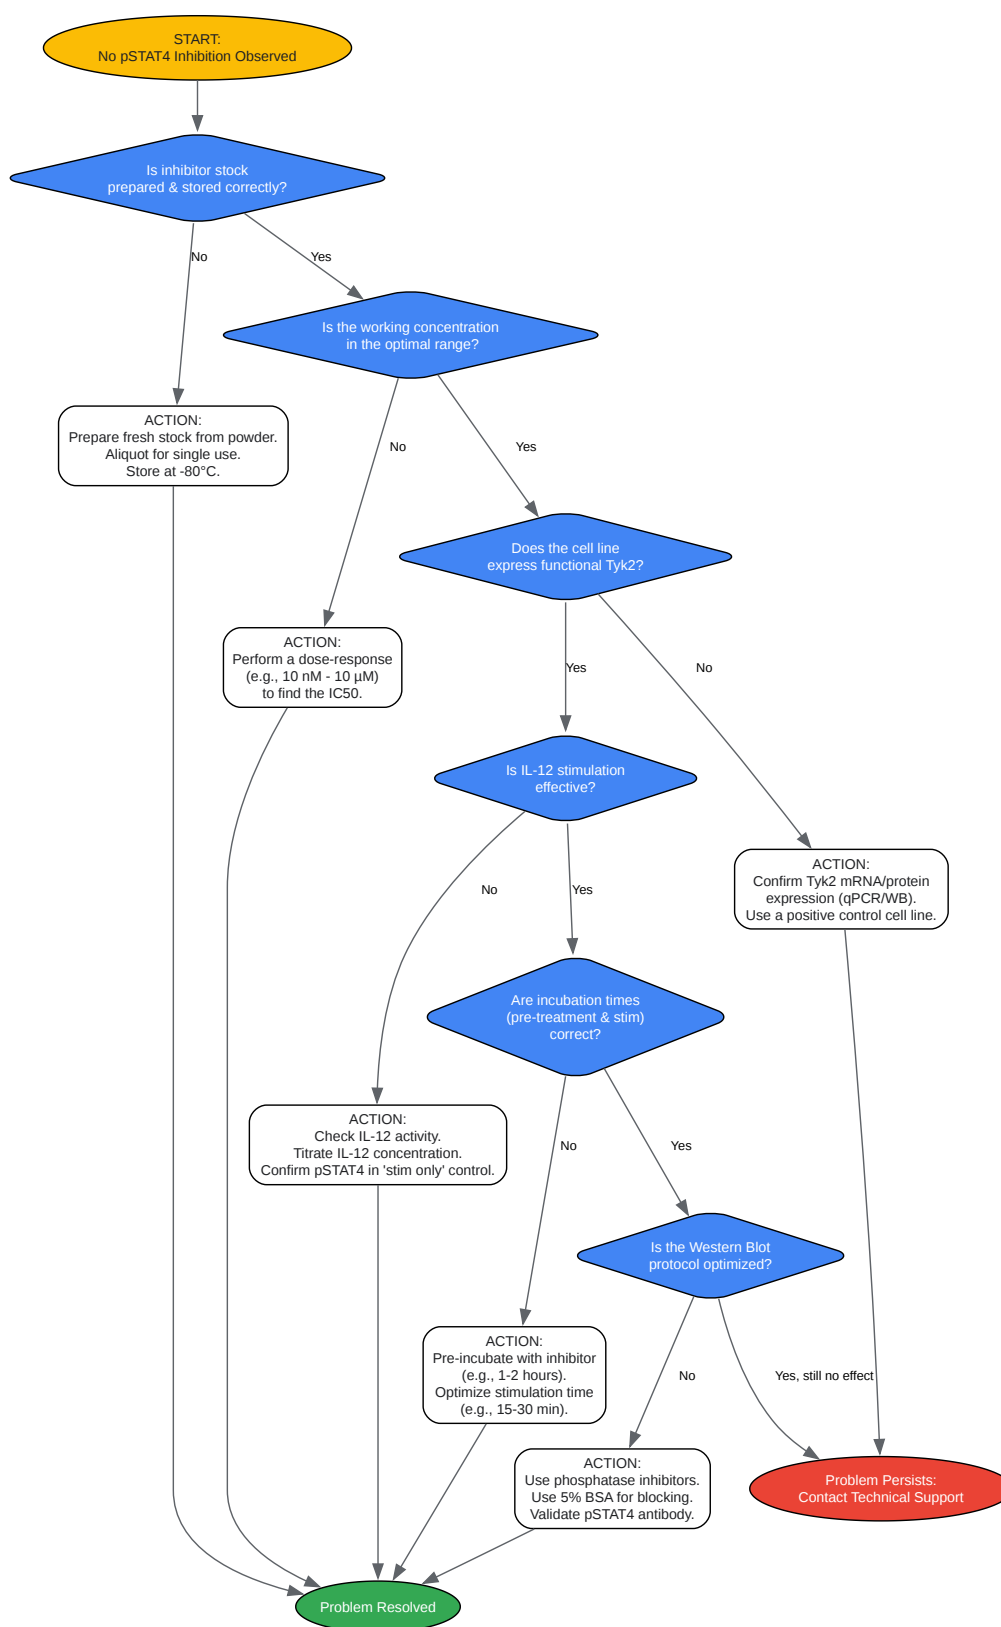 START:
No pSTAT4 Inhibition Observed
Is inhibitor stock
prepared & stored correctly?
No
Yes
Is the working concentration
in the optimal range?
ACTION:
Prepare fresh stock from powder.
Aliquot for single use.
Store at -80°C.
No
Yes
Does the cell line
express functional Tyk2?
ACTION:
Perform a dose-response
(e.g., 10 nM - 10 µM)
to find the IC50.
Yes
No
Is IL-12 stimulation
effective?
ACTION:
Confirm Tyk2 mRNA/protein
expression (qPCR/WB).
Use a positive control cell line.
No
Yes
Are incubation times
(pre-treatment & stim)
correct?
ACTION:
Check IL-12 activity.
Titrate IL-12 concentration.
Confirm pSTAT4 in 'stim only' control.
No
Yes
Is the Western Blot
protocol optimized?
ACTION:
Pre-incubate with inhibitor
(e.g., 1-2 hours).
Optimize stimulation time
(e.g., 15-30 min).
No
Yes, still no effect
ACTION:
Use phosphatase inhibitors.
Use 5% BSA for blocking.
Validate pSTAT4 antibody.
Problem Persists:
Contact Technical Support
Problem Resolved